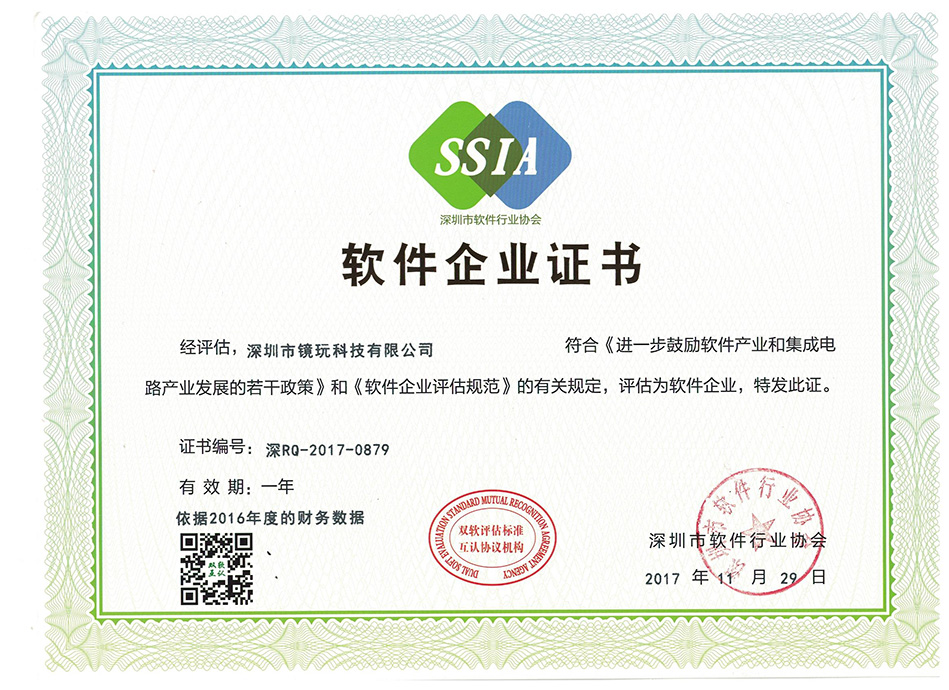 SSIA
深圳市软件行业协会
软件企业证书
经评估，深圳市镜玩科技有限公司 符合《进一步鼓励软件产业和集成电
路产业发展的若干政策》和《软件企业评估规范》的有关规定，评估为软件企业，特发此证。
证书编号：深RQ-2017-0879
有 效 期：一年
依据2016年度的财务数据
双软
互认
DUAL SOFT EVALUATION STANDARD MUTUAL RECOGNITION AGREEMENT AGENCY
双软评估标准
互认协议机构
深圳市软件行业协会
深圳市软件行业协会
2017 年 11 月 29 日